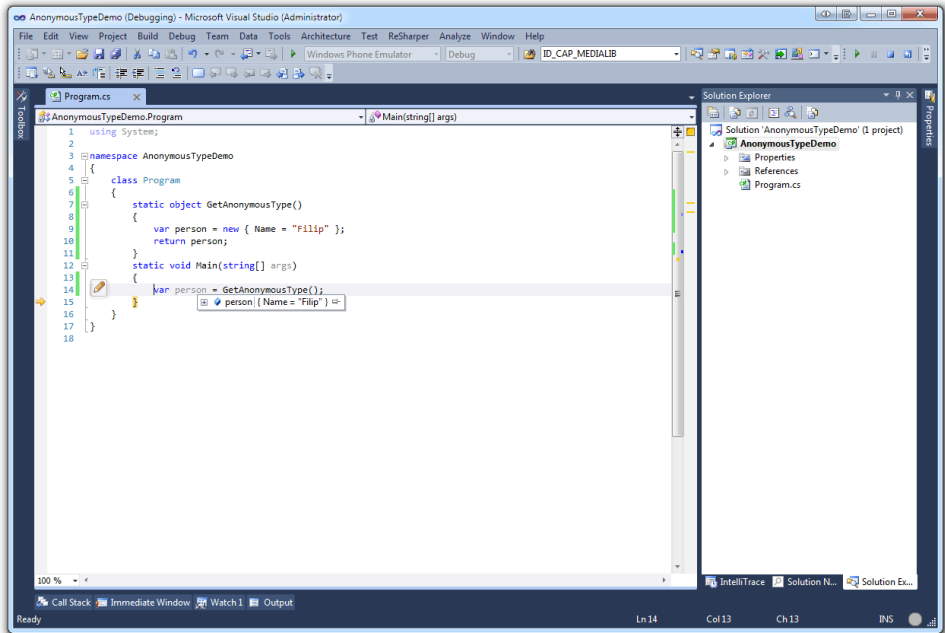 AnonymousTypeDemo (Debugging) - Microsoft Visual Studio (Administrator)
File Edit View Project Build Debug Team Data Tools Architecture Test ReSharper Analyze Window Help
Windows Phone Emulator Debug ID_CAP_MEDIALIB
Toolbox
Program.cs
AnonymousTypeDemo.Program Main(string[] args)
1 using System;
2
3 namespace AnonymousTypeDemo
4 {
5 class Program
6 {
7 static object GetAnonymousType()
8 {
9 var person = new { Name = "Filip" };
10 return person;
11 }
12 static void Main(string[] args)
13 {
14 var person = GetAnonymousType();
15 }
person { Name = "Filip" }
16 }
17 }
18
100 %
Solution Explorer
Solution 'AnonymousTypeDemo' (1 project)
AnonymousTypeDemo
Properties
References
Program.cs
Properties
IntelliTrace Solution N... Solution Ex...
Call Stack Immediate Window Watch 1 Output
Ready Ln 14 Col 13 Ch 13 INS